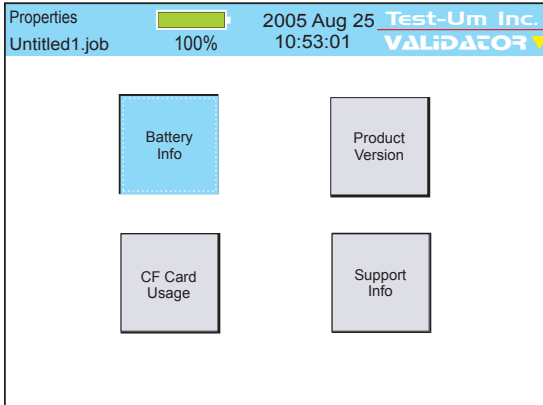 Properties
Untitled1.job
100%
2005 Aug 25
10:53:01
Test-Um Inc.
VALiDATOR
Battery
Info
Product
Version
CF Card
Usage
Support
Info